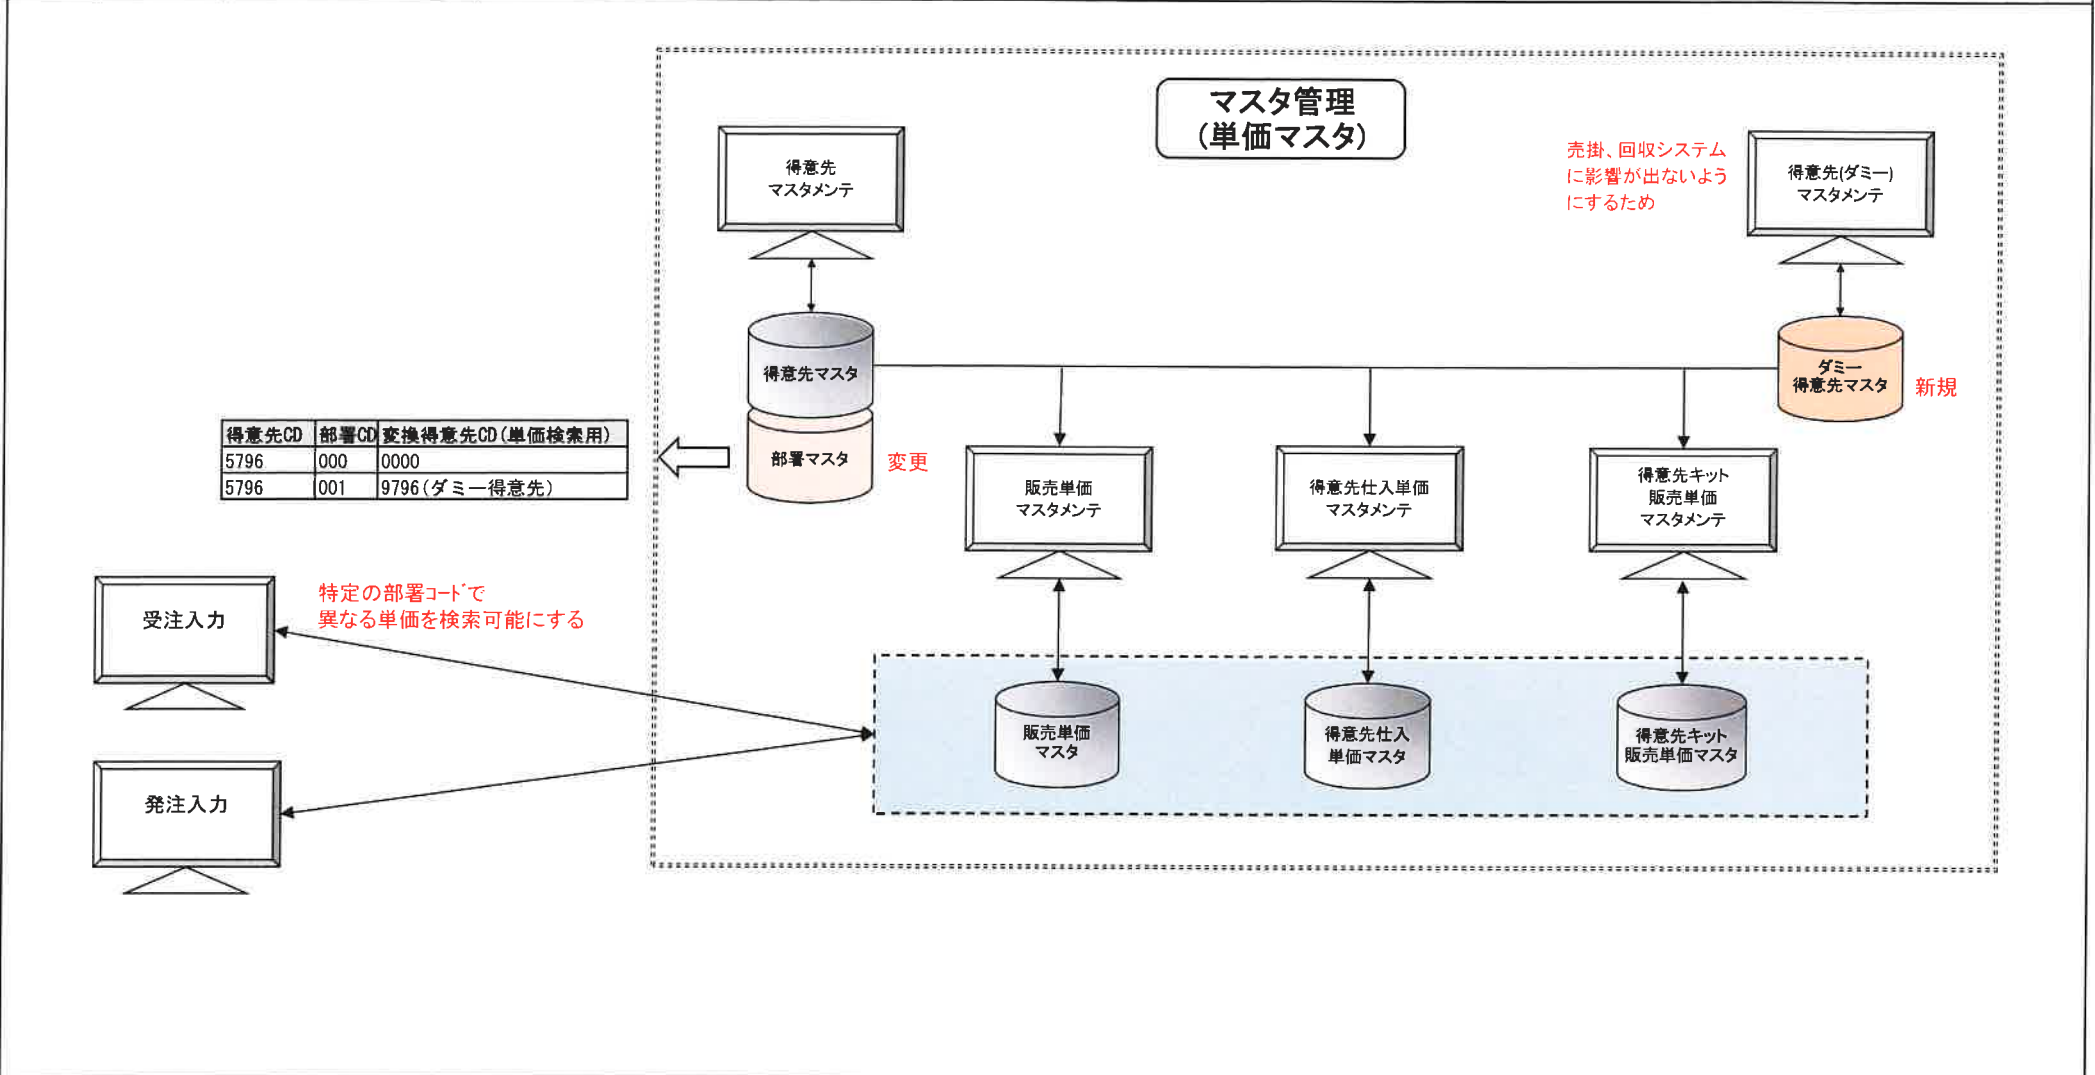 マスタ管理
(単価マスタ)
得意先
マスタメンテ
売掛、回収システム
に影響が出ないよう
にするため
得意先(ダミー)
マスタメンテ
得意先マスタ
ダミー
得意先マスタ
新規
部署マスタ
変更
得意先CD 部署CD 変換得意先CD(単価検索用)
5796 000 0000
5796 001 9796(ダミー得意先)
販売単価
マスタメンテ
得意先仕入単価
マスタメンテ
得意先キット
販売単価
マスタメンテ
特定の部署コードで
異なる単価を検索可能にする
受注入力
発注入力
販売単価
マスタ
得意先仕入
単価マスタ
得意先キット
販売単価マスタ